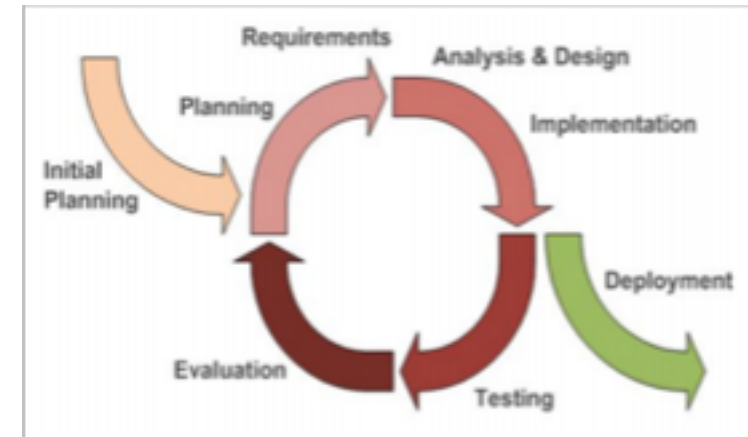 Requirements
Analysis & Design
Planning
Implementation
Initial
Planning
Deployment
Evaluation
Testing